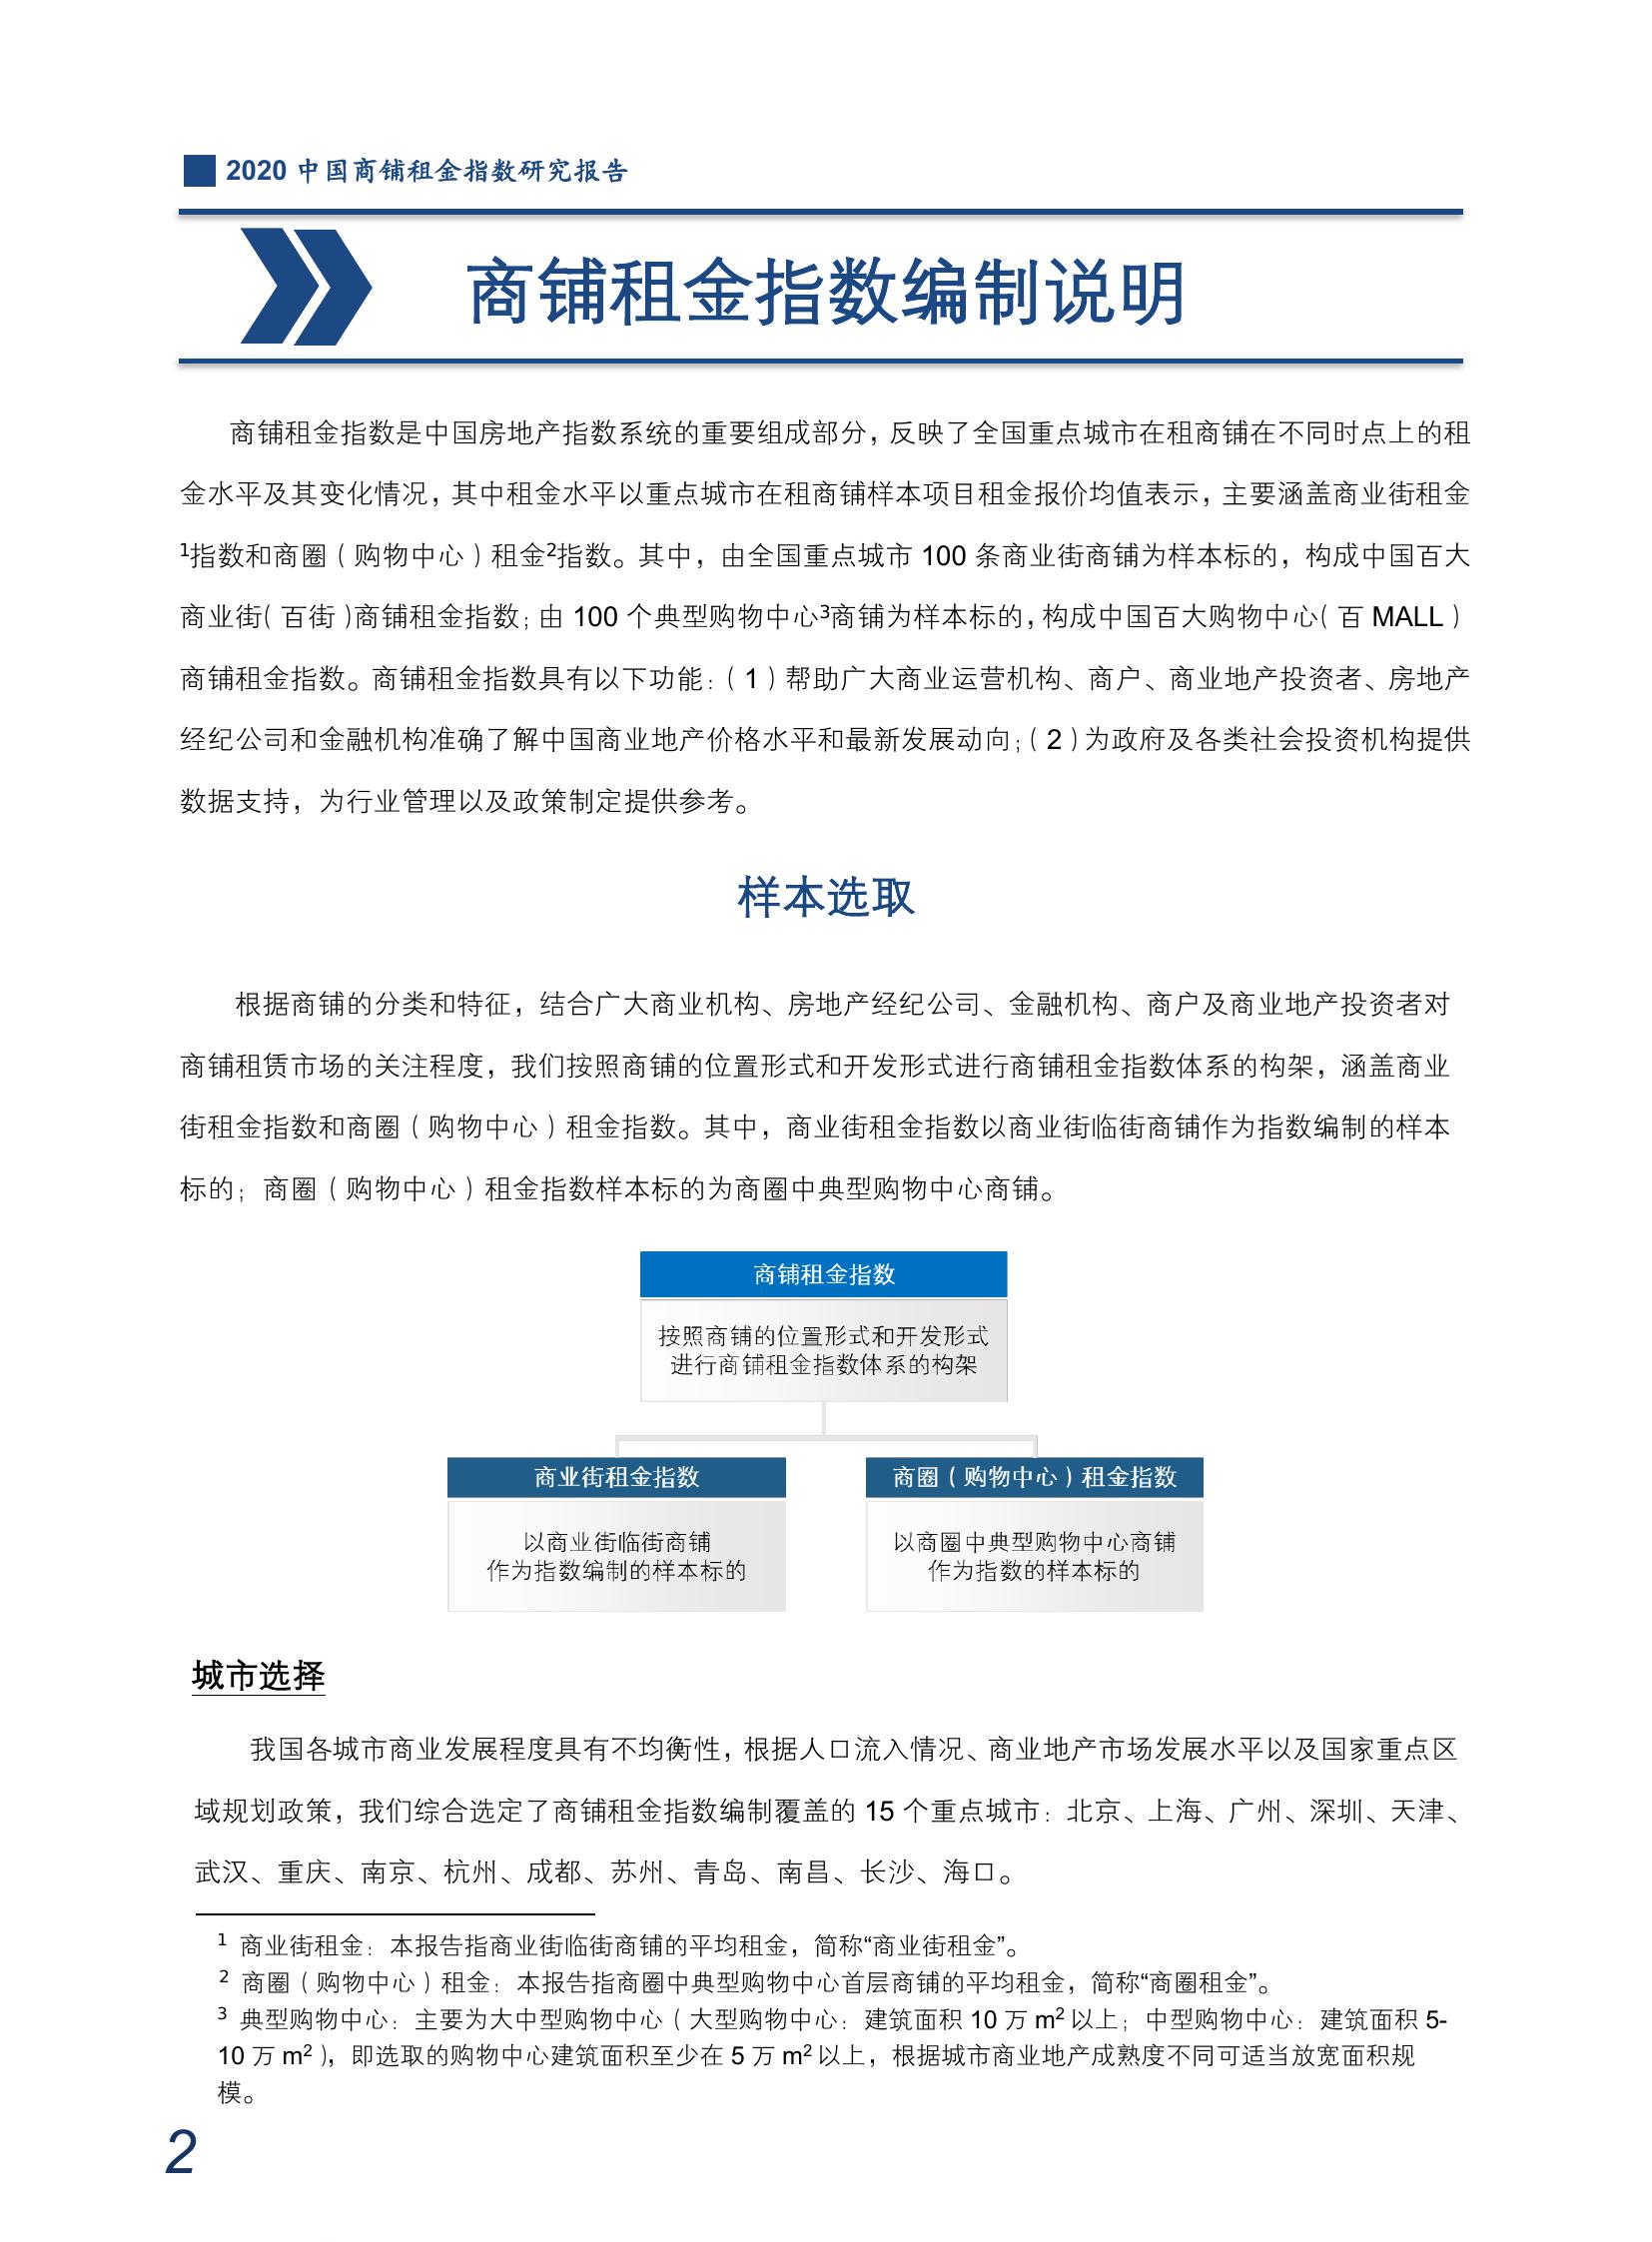 2020 中国商铺租金指数研究报告
商铺租金指数编制说明
商铺租金指数是中国房地产指数系统的重要组成部分，反映了全国重点城市在租商铺在不同时点上的租
金水平及其变化情况，其中租金水平以重点城市在租商铺样本项目租金报价均值表示，主要涵盖商业街租金
¹指数和商圈（购物中心）租金²指数。其中，由全国重点城市 100 条商业街商铺为样本标的，构成中国百大
商业街（百街）商铺租金指数；由 100 个典型购物中心³商铺为样本标的，构成中国百大购物中心（百 MALL）
商铺租金指数。商铺租金指数具有以下功能：（1）帮助广大商业运营机构、商户、商业地产投资者、房地产
经纪公司和金融机构准确了解中国商业地产价格水平和最新发展动向；（2）为政府及各类社会投资机构提供
数据支持，为行业管理以及政策制定提供参考。
样本选取
根据商铺的分类和特征，结合广大商业机构、房地产经纪公司、金融机构、商户及商业地产投资者对
商铺租赁市场的关注程度，我们按照商铺的位置形式和开发形式进行商铺租金指数体系的构架，涵盖商业
街租金指数和商圈（购物中心）租金指数。其中，商业街租金指数以商业街临街商铺作为指数编制的样本
标的；商圈（购物中心）租金指数样本标的为商圈中典型购物中心商铺。
商铺租金指数
按照商铺的位置形式和开发形式
进行商铺租金指数体系的构架
商业街租金指数
以商业街临街商铺
作为指数编制的样本标的
商圈（购物中心）租金指数
以商圈中典型购物中心商铺
作为指数的样本标的
城市选择
我国各城市商业发展程度具有不均衡性，根据人口流入情况、商业地产市场发展水平以及国家重点区
域规划政策，我们综合选定了商铺租金指数编制覆盖的 15 个重点城市：北京、上海、广州、深圳、天津、
武汉、重庆、南京、杭州、成都、苏州、青岛、南昌、长沙、海口。
¹ 商业街租金：本报告指商业街临街商铺的平均租金，简称“商业街租金”。
² 商圈（购物中心）租金：本报告指商圈中典型购物中心首层商铺的平均租金，简称“商圈租金”。
³ 典型购物中心：主要为大中型购物中心（大型购物中心：建筑面积 10 万 m²以上；中型购物中心：建筑面积 5-
10 万 m²），即选取的购物中心建筑面积至少在 5 万 m²以上，根据城市商业地产成熟度不同可适当放宽面积规
模。
2